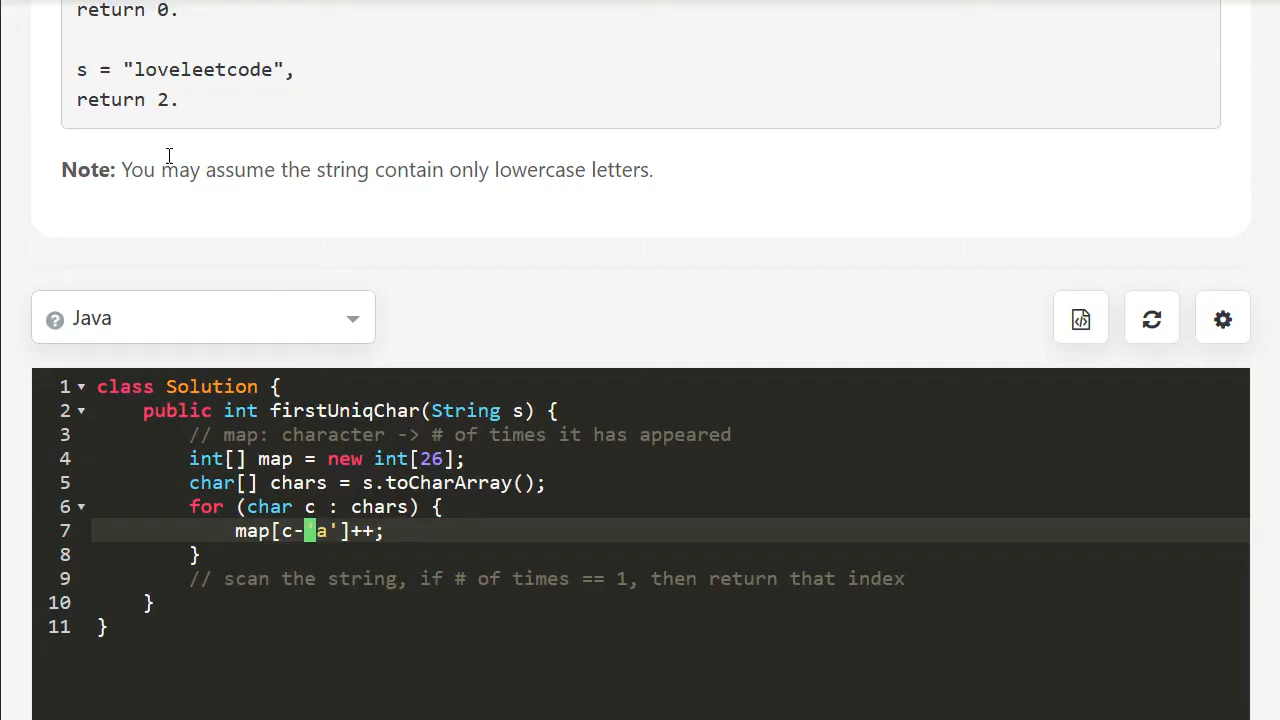 return 0.
s = "loveleetcode",
return 2.
Note: You may assume the string contain only lowercase letters.
Java
1 class Solution {
2 public int firstUniqChar(String s) {
3 // map: character -> # of times it has appeared
4 int[] map = new int[26];
5 char[] chars = s.toCharArray();
6 for (char c : chars) {
7 map[c-'a']++;
8 }
9 // scan the string, if # of times == 1, then return that index
10 }
11 }